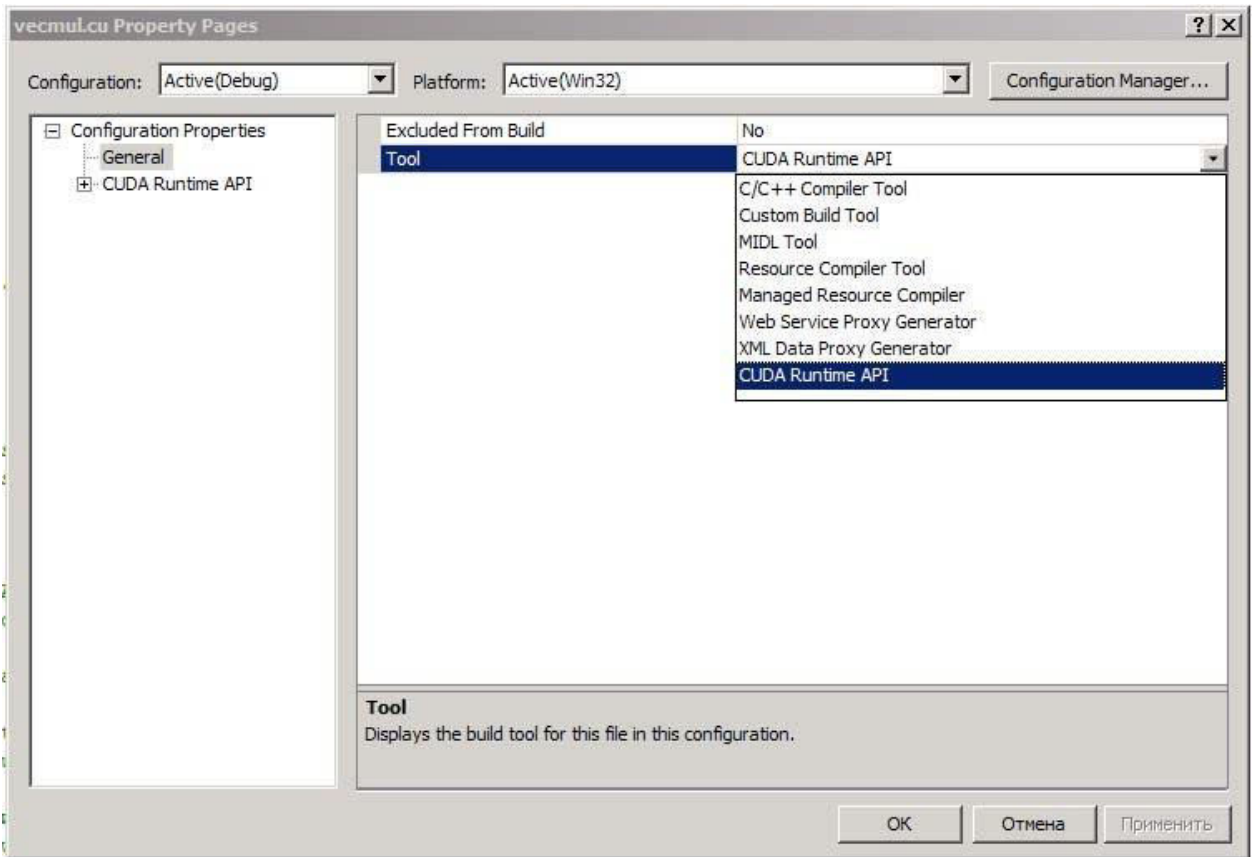 vecmul.cu Property Pages
Configuration: Active(Debug) Platform: Active(Win32) Configuration Manager...
Configuration Properties
General
CUDA Runtime API
Excluded From Build No
Tool CUDA Runtime API
C/C++ Compiler Tool
Custom Build Tool
MIDL Tool
Resource Compiler Tool
Managed Resource Compiler
Web Service Proxy Generator
XML Data Proxy Generator
CUDA Runtime API
Tool
Displays the build tool for this file in this configuration.
OK Отмена Применить